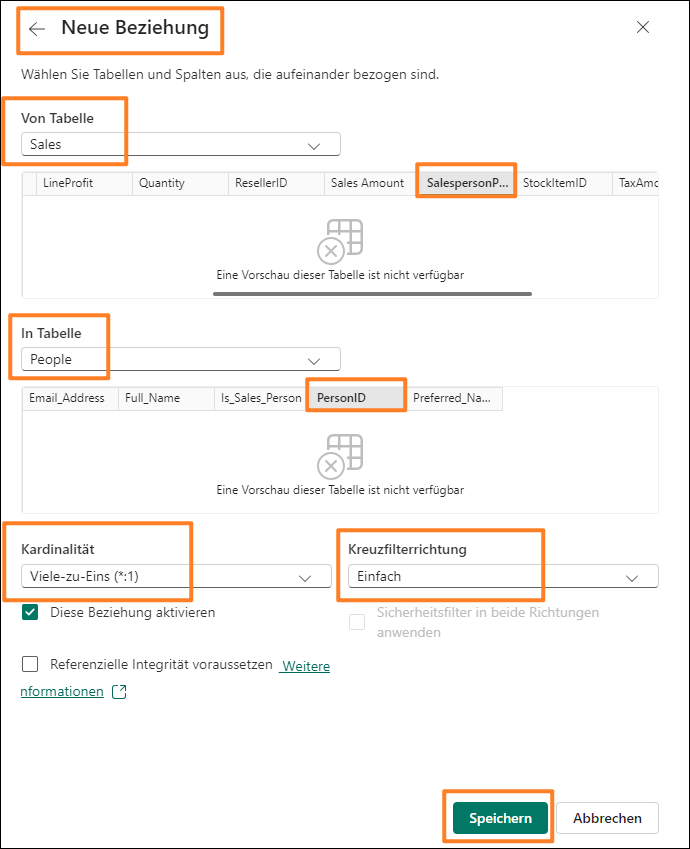 Neue Beziehung
Wählen Sie Tabellen und Spalten aus, die aufeinander bezogen sind.
Von Tabelle
Sales
LineProfit Quantity ResellerID Sales Amount SalespersonP... StockItemID TaxAmo
Eine Vorschau dieser Tabelle ist nicht verfügbar
In Tabelle
People
Email_Address Full_Name Is_Sales_Person PersonID Preferred_Na...
Eine Vorschau dieser Tabelle ist nicht verfügbar
Kardinalität Kreuzfilterrichtung
Viele-zu-Eins (*:1) Einfach
Diese Beziehung aktivieren Sicherheitsfilter in beide Richtungen
anwenden
Referenzielle Integrität voraussetzen Weitere
nformationen
Speichern Abbrechen